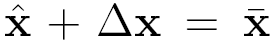 x̂ + Δx = x̄